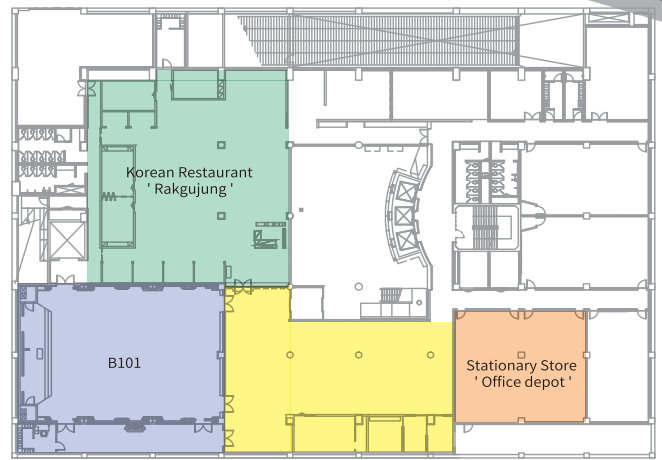 Korean Restaurant
' Rakgujung '
B101
Stationary Store
' Office depot '